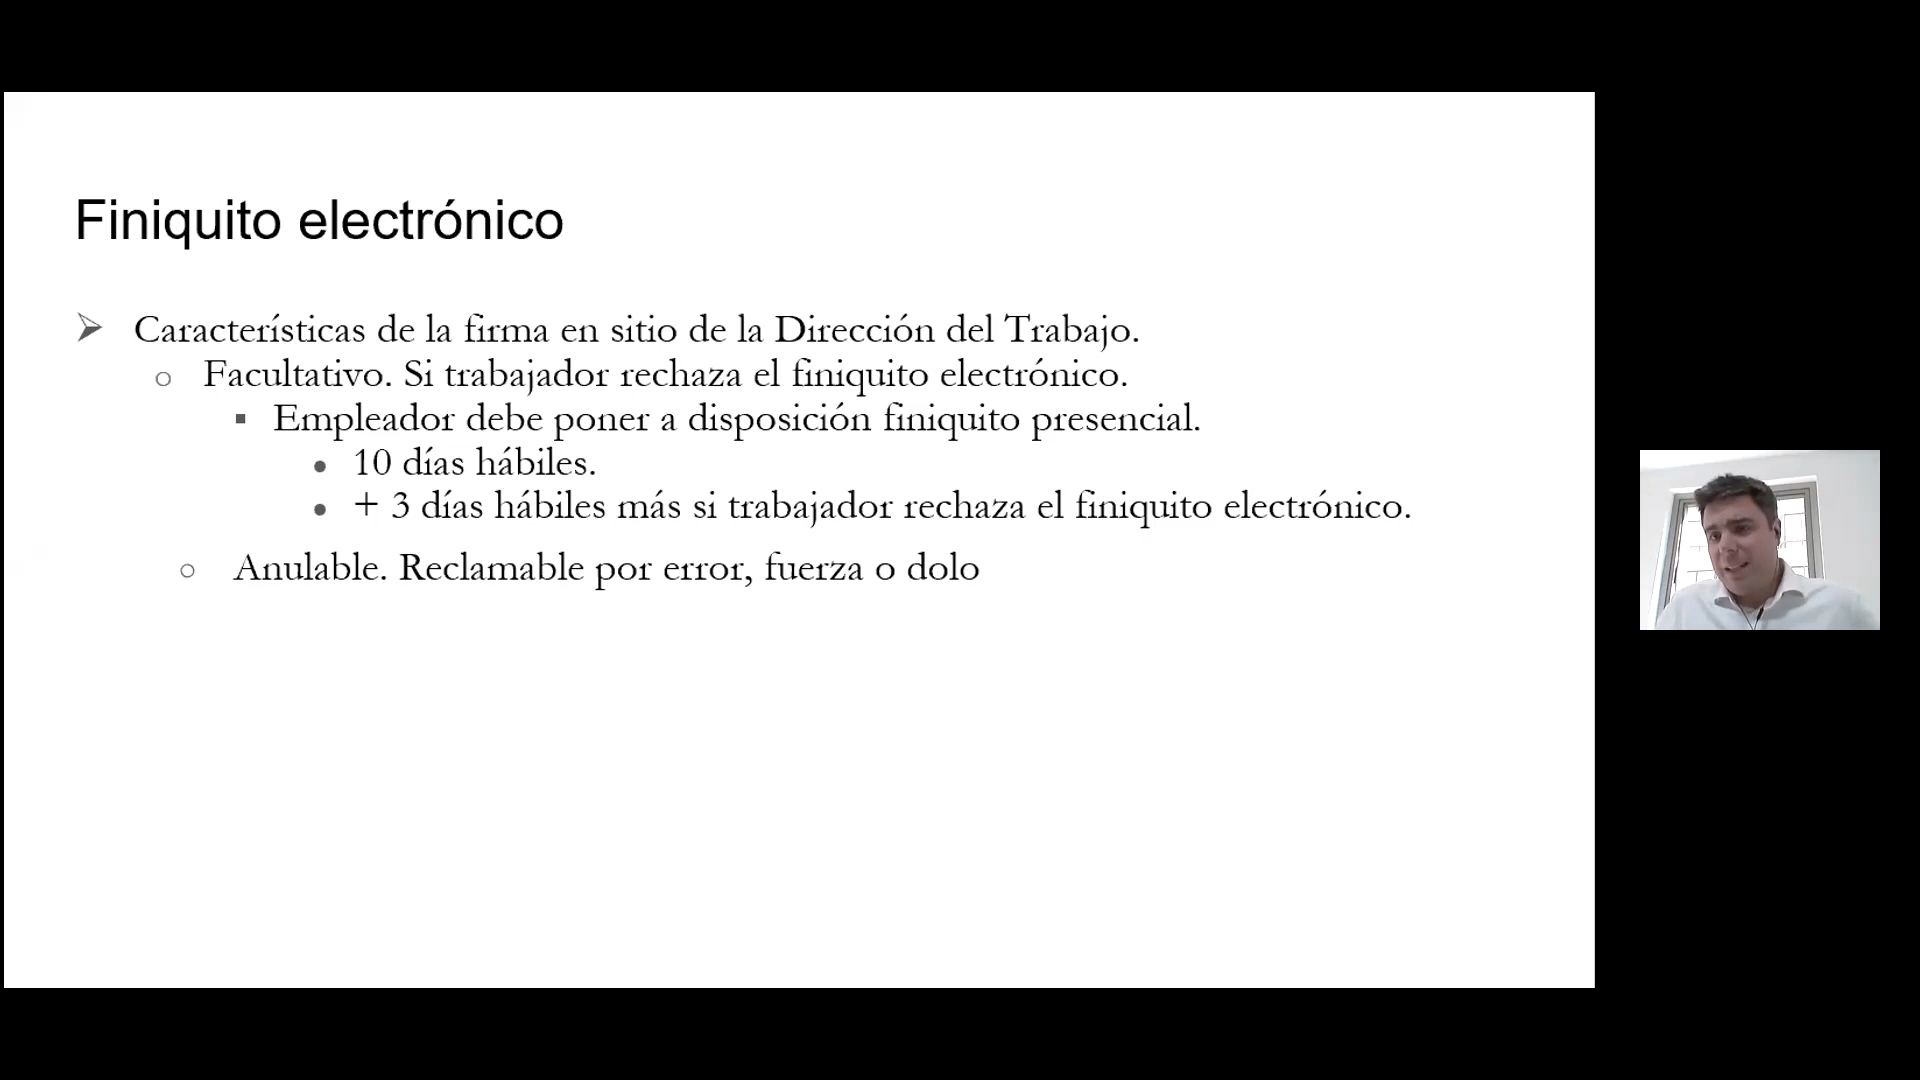 Finiquito electrónico
Características de la firma en sitio de la Dirección del Trabajo.
Facultativo. Si trabajador rechaza el finiquito electrónico.
Empleador debe poner a disposición finiquito presencial.
10 días hábiles.
+ 3 días hábiles más si trabajador rechaza el finiquito electrónico.
Anulable. Reclamable por error, fuerza o dolo